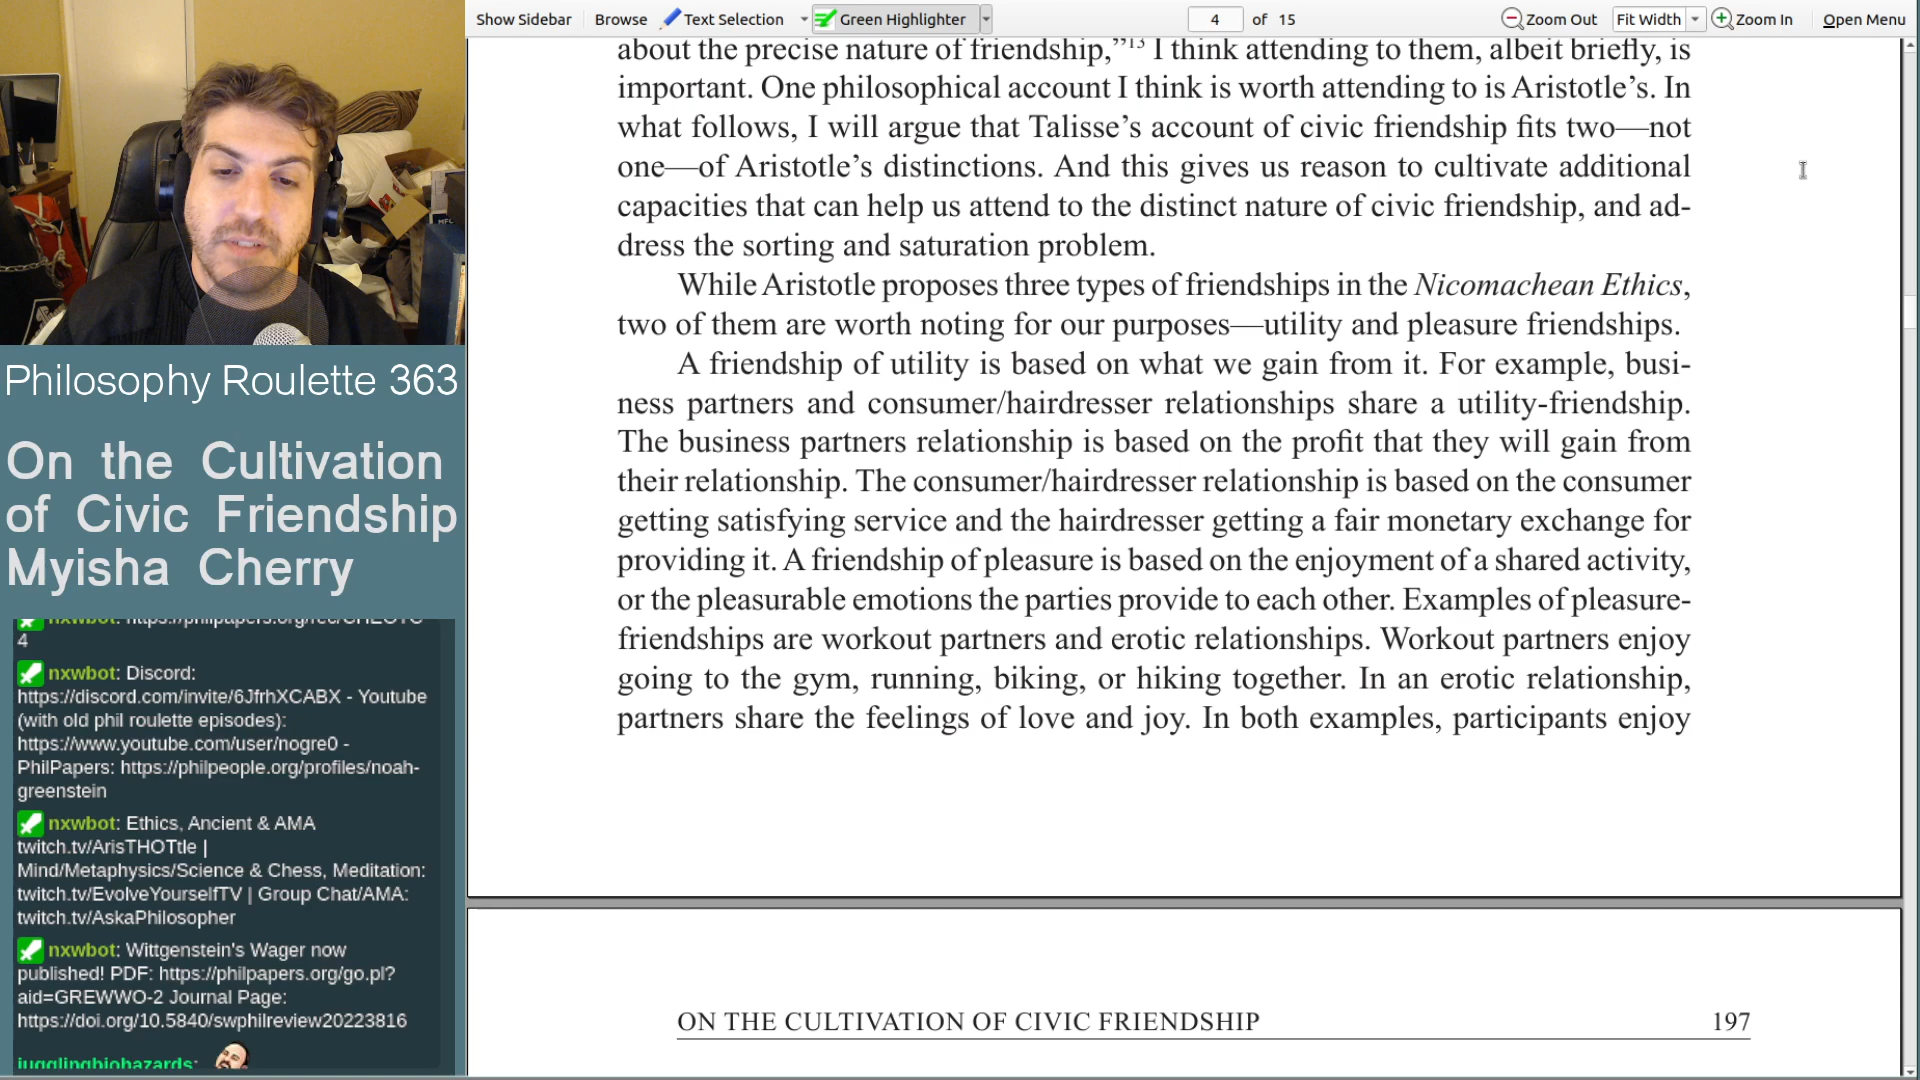 Show Sidebar Browse Text Selection Green Highlighter 4 of 15 Zoom Out Fit Width Zoom In Open Menu
about the precise nature of friendship,”¹³ I think attending to them, albeit briefly, is
important. One philosophical account I think is worth attending to is Aristotle’s. In
what follows, I will argue that Talisse’s account of civic friendship fits two—not
one—of Aristotle’s distinctions. And this gives us reason to cultivate additional
capacities that can help us attend to the distinct nature of civic friendship, and ad-
dress the sorting and saturation problem.
While Aristotle proposes three types of friendships in the Nicomachean Ethics,
two of them are worth noting for our purposes—utility and pleasure friendships.
A friendship of utility is based on what we gain from it. For example, busi-
ness partners and consumer/hairdresser relationships share a utility-friendship.
The business partners relationship is based on the profit that they will gain from
their relationship. The consumer/hairdresser relationship is based on the consumer
getting satisfying service and the hairdresser getting a fair monetary exchange for
providing it. A friendship of pleasure is based on the enjoyment of a shared activity,
or the pleasurable emotions the parties provide to each other. Examples of pleasure-
friendships are workout partners and erotic relationships. Workout partners enjoy
going to the gym, running, biking, or hiking together. In an erotic relationship,
partners share the feelings of love and joy. In both examples, participants enjoy
ON THE CULTIVATION OF CIVIC FRIENDSHIP 197
Philosophy Roulette 363
On the Cultivation
of Civic Friendship
Myisha Cherry
nxwbot:
4
nxwbot: Discord:
https://discord.com/invite/6JfrhXCABX - Youtube
(with old phil roulette episodes):
https://www.youtube.com/user/nogre0 -
PhilPapers: https://philpeople.org/profiles/noah-
greenstein
nxwbot: Ethics, Ancient & AMA
twitch.tv/ArisTHOTtle |
Mind/Metaphysics/Science & Chess, Meditation:
twitch.tv/EvolveYourselfTV | Group Chat/AMA:
twitch.tv/AskaPhilosopher
nxwbot: Wittgenstein's Wager now
published! PDF: https://philpapers.org/go.pl?
aid=GREWWO-2 Journal Page:
https://doi.org/10.5840/swphilreview20223816
jugglingbiohazards: